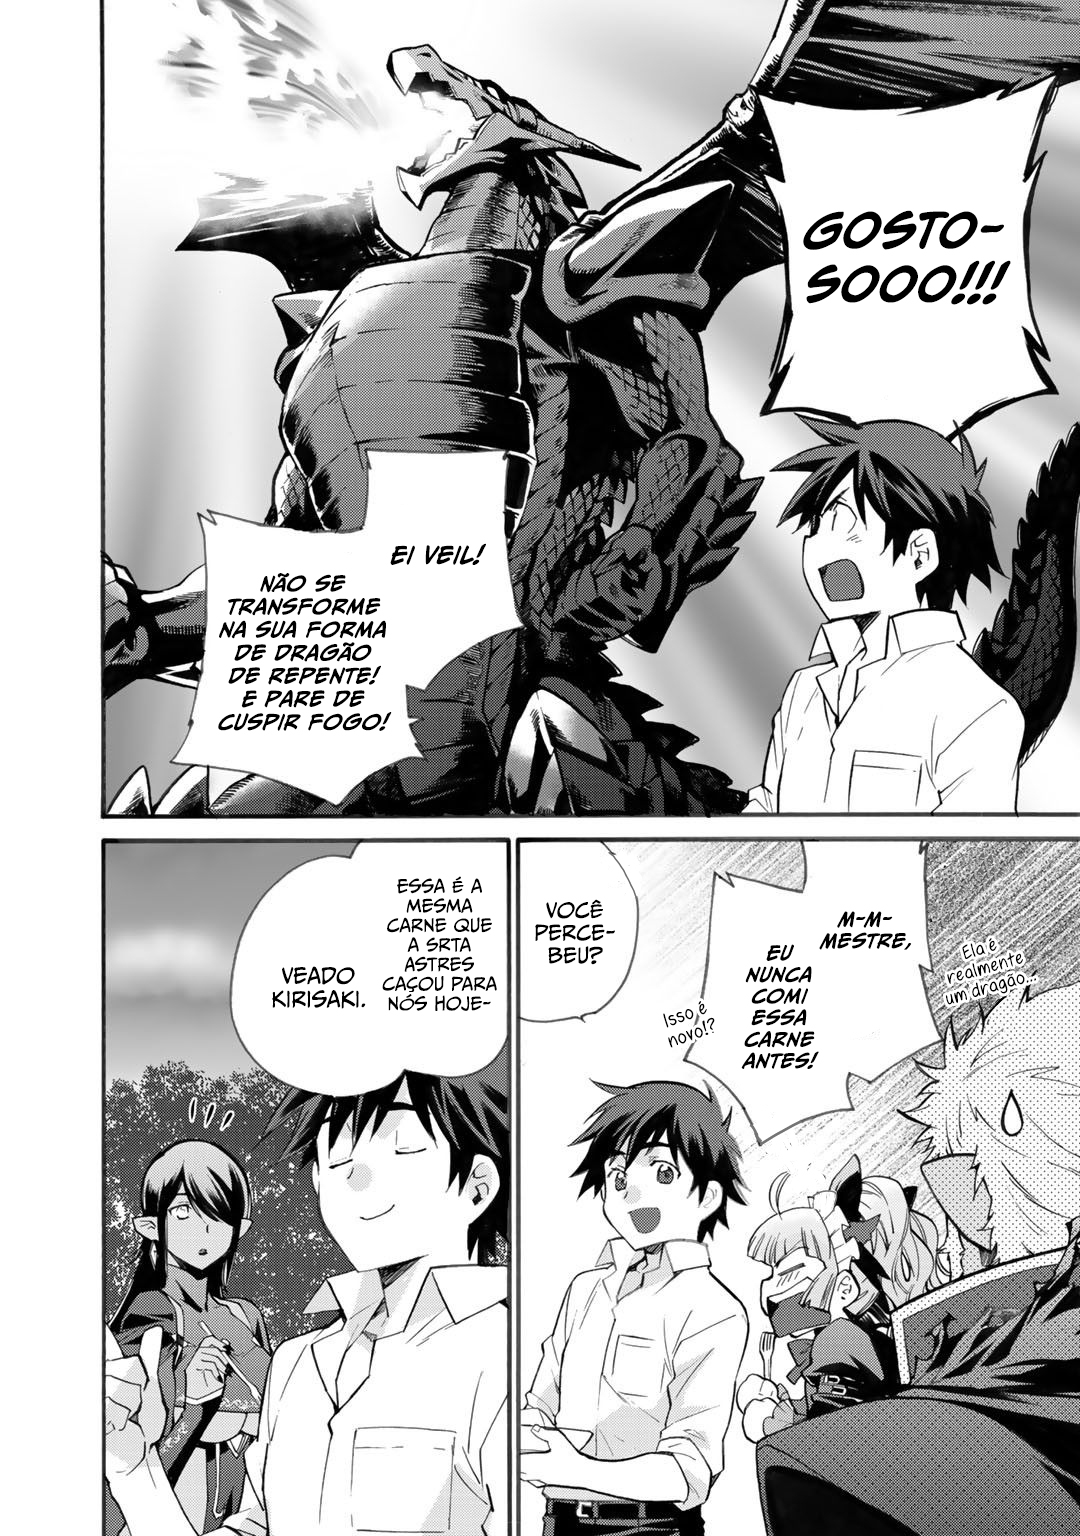 GOSTO-
SOOO!!!
EI VEIL!
NÃO SE
TRANSFORME
NA SUA FORMA
DE DRAGÃO
DE REPENTE!
E PARE DE
CUSPIR FOGO!
M-M-
MESTRE,
EU
NUNCA
COMI
ESSA
CARNE
ANTES!
Ela é
realmente
um dragão...
Isso é
novo!?
VOCÊ
PERCE-
BEU?
ESSA É A
MESMA
CARNE QUE
A SRTA
ASTRES
CAÇOU PARA
NÓS HOJE-
VEADO
KIRISAKI.